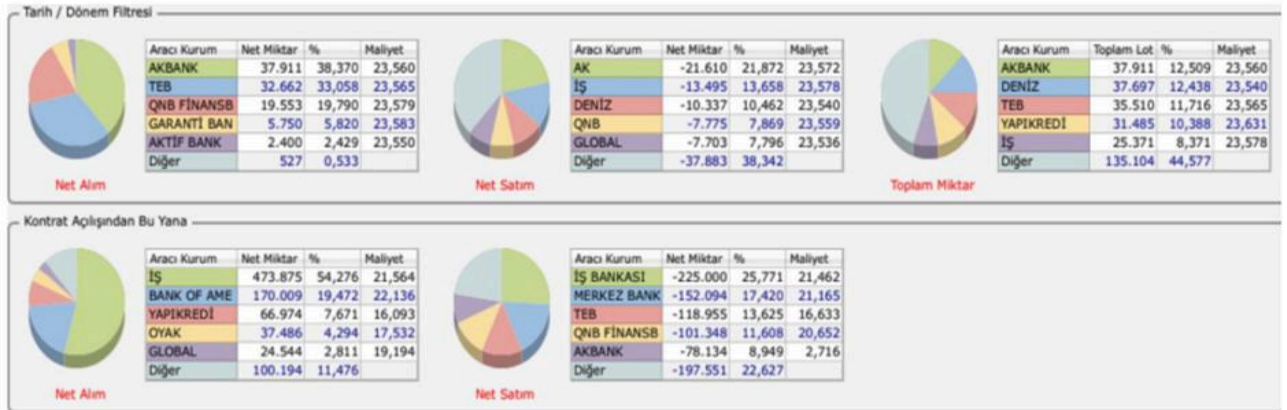 Tarih / Dönem Filtresi
Aracı Kurum Net Miktar % Maliyet
AKBANK 37.911 38,370 23,560
TEB 32.662 33,058 23,565
QNB FİNANSB 19.553 19,790 23,579
GARANTİ BAN 5.750 5,820 23,583
AKTİF BANK 2.400 2,429 23,550
Diğer 527 0,533
Net Alım
Aracı Kurum Net Miktar % Maliyet
AK -21.610 21,872 23,572
İŞ -13.495 13,658 23,578
DENİZ -10.337 10,462 23,540
QNB -7.775 7,869 23,559
GLOBAL -7.703 7,796 23,536
Diğer -37.883 38,342
Net Satım
Aracı Kurum Toplam Lot % Maliyet
AKBANK 37.911 12,509 23,560
DENİZ 37.697 12,438 23,540
TEB 35.510 11,716 23,565
YAPIKREDİ 31.485 10,388 23,631
İŞ 25.371 8,371 23,578
Diğer 135.104 44,577
Toplam Miktar
Kontrat Açılışından Bu Yana
Aracı Kurum Net Miktar % Maliyet
İŞ 473.875 54,276 21,564
BANK OF AME 170.009 19,472 22,136
YAPIKREDİ 66.974 7,671 16,093
OYAK 37.486 4,294 17,532
GLOBAL 24.544 2,811 19,194
Diğer 100.194 11,476
Net Alım
Aracı Kurum Net Miktar % Maliyet
İŞ BANKASI -225.000 25,771 21,462
MERKEZ BANK -152.094 17,420 21,165
TEB -118.955 13,625 16,633
QNB FİNANSB -101.348 11,608 20,652
AKBANK -78.134 8,949 2,716
Diğer -197.551 22,627
Net Satım